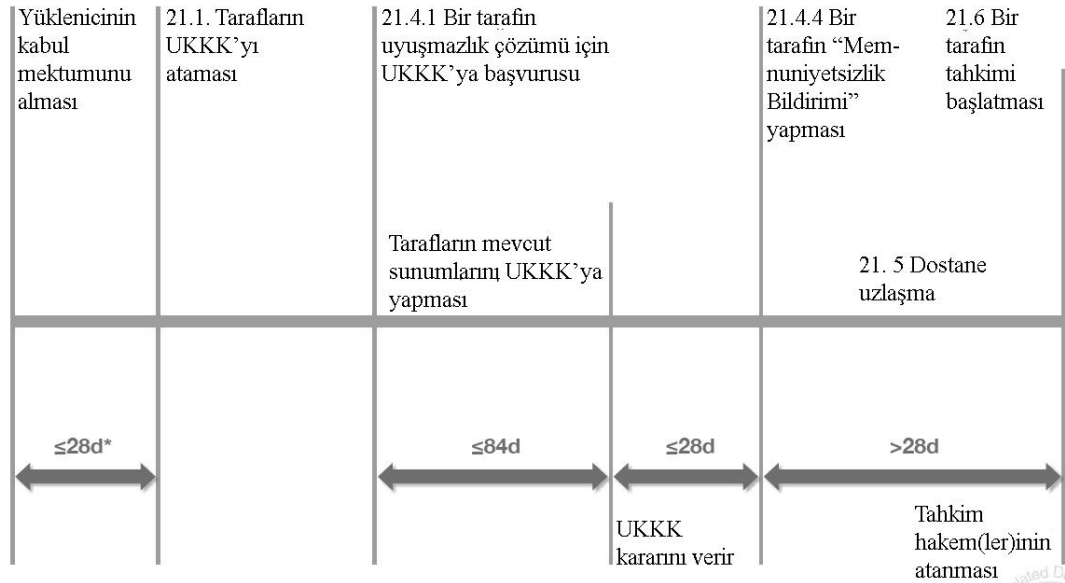 Yüklenicinin
kabul
mektumunu
alması
21.1. Tarafların
UKKK’yı
ataması
21.4.1 Bir tarafın
uyuşmazlık çözümü için
UKKK’ya başvurusu
21.4.4 Bir
tarafın “Mem-
nuniyetsizlik
Bildirimi”
yapması
21.6 Bir
tarafın
tahkimi
başlatması
Tarafların mevcut
sunumlarını UKKK’ya
yapması
21. 5 Dostane
uzlaşma
≤28d*
≤84d
≤28d
>28d
UKKK
kararını verir
Tahkim
hakem(ler)inin
atanması